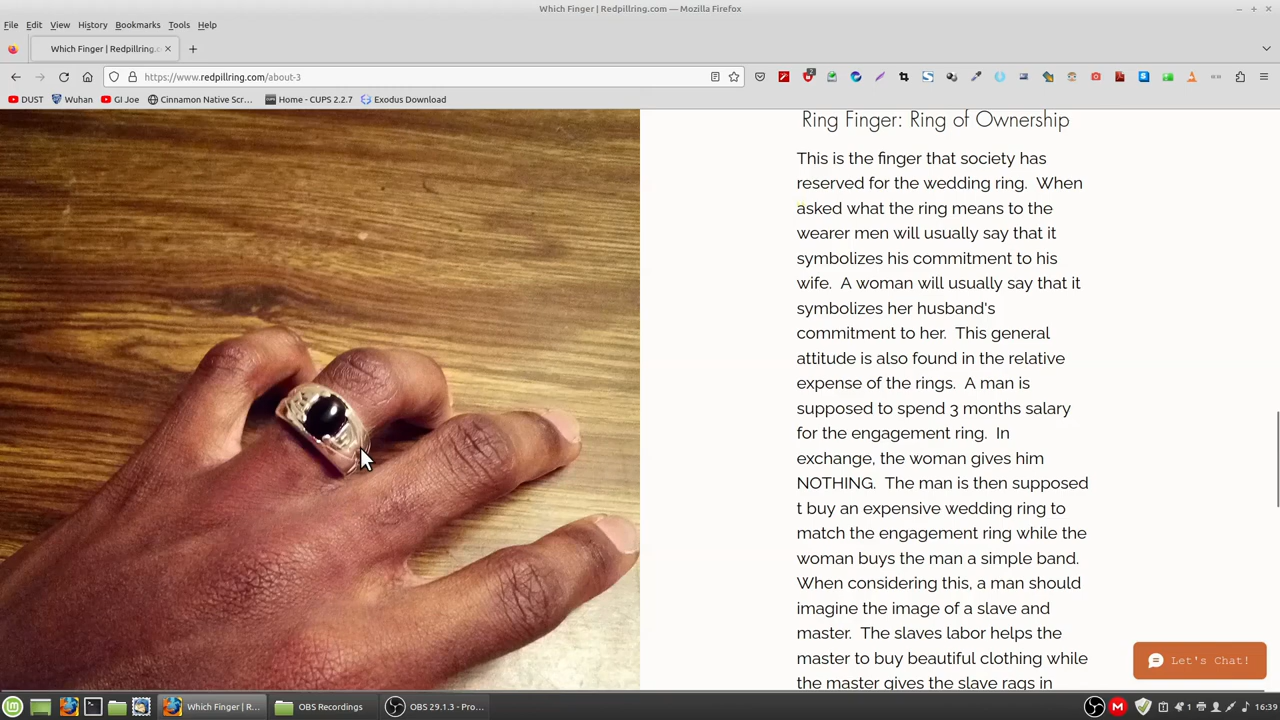 Which Finger | Redpillring.com — Mozilla Firefox
File Edit View History Bookmarks Tools Help
Which Finger | Redpillring.c
https://www.redpillring.com/about-3
DUST Wuhan GI Joe Cinnamon Native Scr... Home - CUPS 2.2.7 Exodus Download
Ring Finger: Ring of Ownership
This is the finger that society has
reserved for the wedding ring. When
asked what the ring means to the
wearer men will usually say that it
symbolizes his commitment to his
wife. A woman will usually say that it
symbolizes her husband's
commitment to her. This general
attitude is also found in the relative
expense of the rings. A man is
supposed to spend 3 months salary
for the engagement ring. In
exchange, the woman gives him
NOTHING. The man is then supposed
t buy an expensive wedding ring to
match the engagement ring while the
woman buys the man a simple band.
When considering this, a man should
imagine the image of a slave and
master. The slaves labor helps the
master to buy beautiful clothing while
the master gives the slave rags in
Let's Chat!
Which Finger | R... OBS Recordings OBS 29.1.3 - Pro... 1 16:39